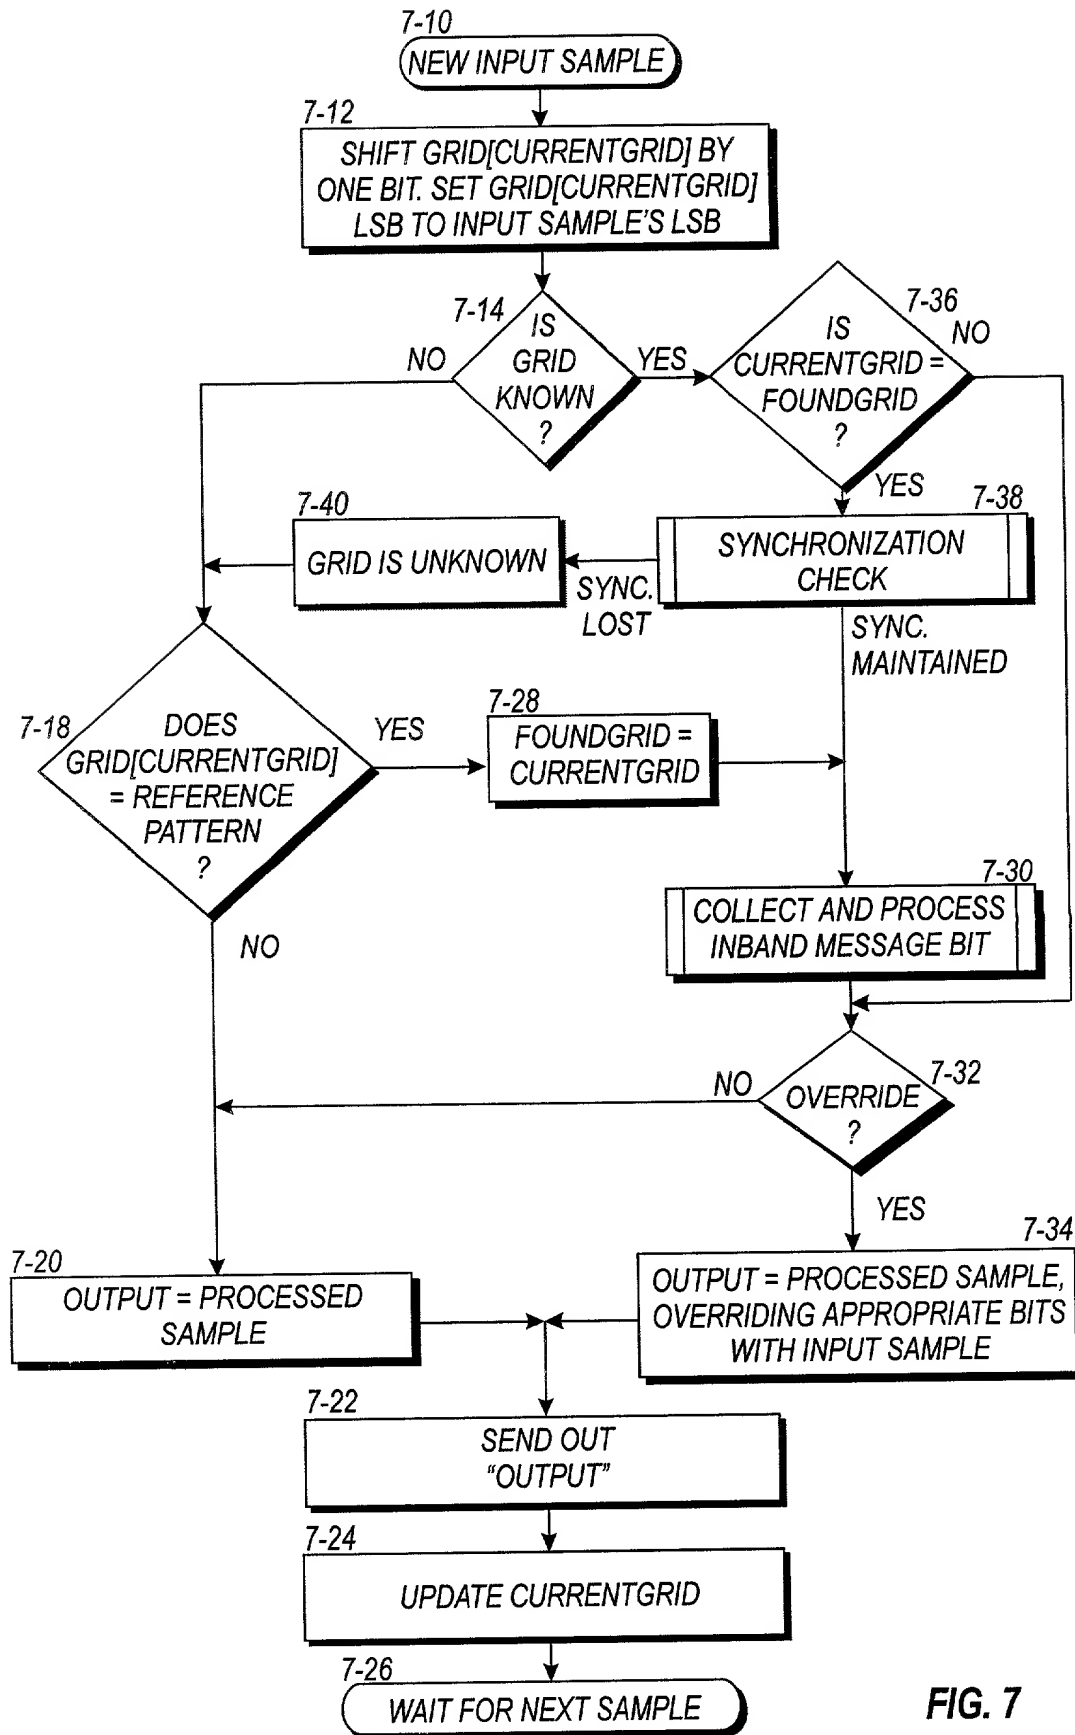 7-10
NEW INPUT SAMPLE
7-12
SHIFT GRID[CURRENTGRID] BY
ONE BIT. SET GRID[CURRENTGRID]
LSB TO INPUT SAMPLE'S LSB
7-14
IS
GRID
KNOWN
?
NO
YES
7-36
IS
CURRENTGRID =
FOUNDGRID
?
NO
YES
7-40
GRID IS UNKNOWN
7-38
SYNCHRONIZATION
CHECK
SYNC.
LOST
SYNC.
MAINTAINED
7-18
DOES
GRID[CURRENTGRID]
= REFERENCE
PATTERN
?
YES
NO
7-28
FOUNDGRID =
CURRENTGRID
7-30
COLLECT AND PROCESS
INBAND MESSAGE BIT
7-32
OVERRIDE
?
NO
YES
7-20
OUTPUT = PROCESSED
SAMPLE
7-34
OUTPUT = PROCESSED SAMPLE,
OVERRIDING APPROPRIATE BITS
WITH INPUT SAMPLE
7-22
SEND OUT
“OUTPUT”
7-24
UPDATE CURRENTGRID
7-26
WAIT FOR NEXT SAMPLE
FIG. 7